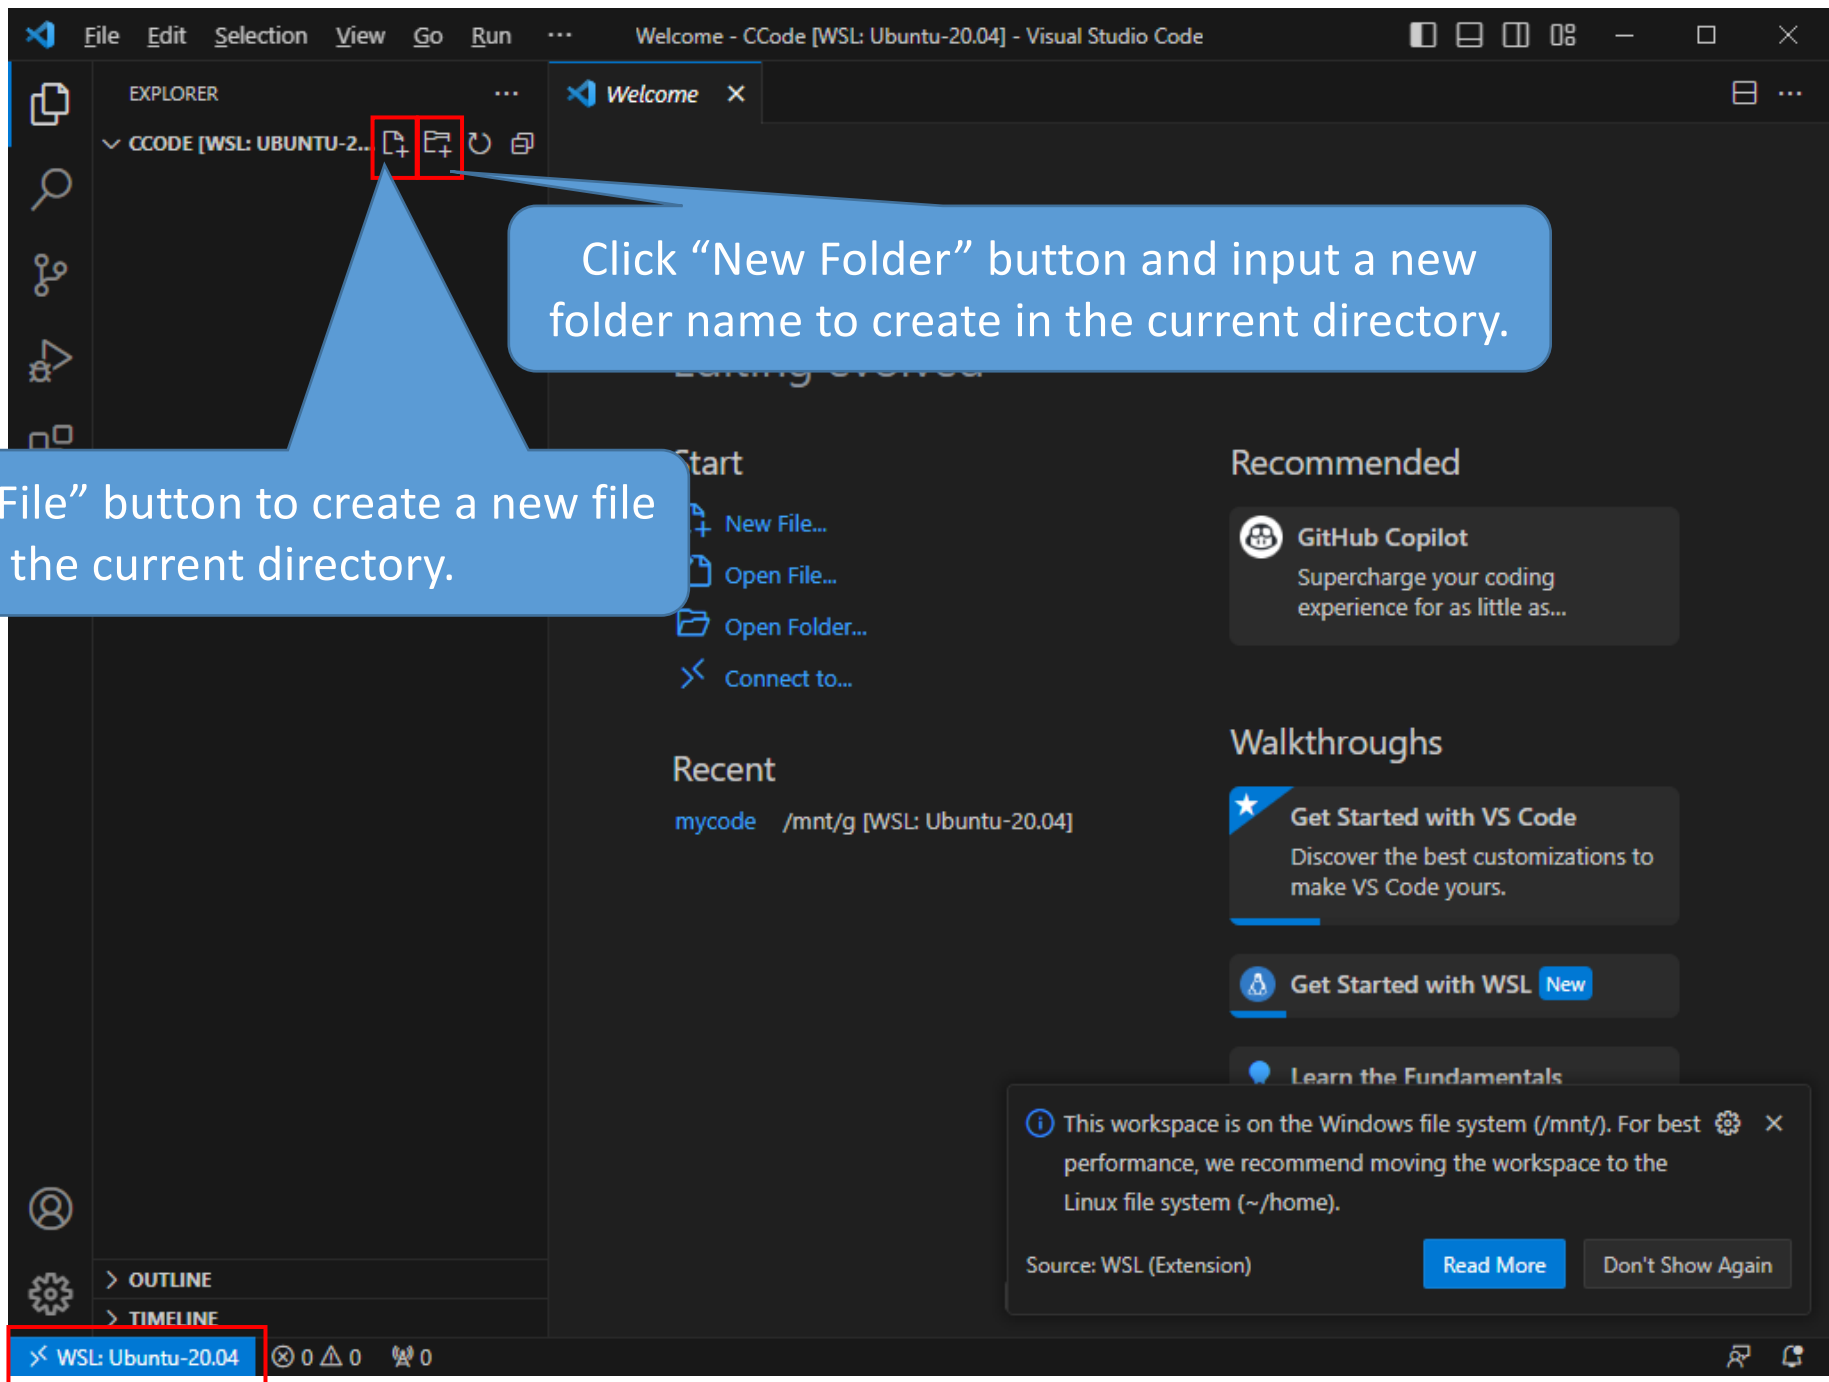 File Edit Selection View Go Run ··· Welcome - CCode [WSL: Ubuntu-20.04] - Visual Studio Code
EXPLORER ···
Welcome
CCODE [WSL: UBUNTU-2...
Click “New Folder” button and input a new
folder name to create in the current directory.
File” button to create a new file
the current directory.
Start
New File...
Open File...
Open Folder...
Connect to...
Recent
mycode /mnt/g [WSL: Ubuntu-20.04]
Recommended
GitHub Copilot
Supercharge your coding
experience for as little as...
Walkthroughs
Get Started with VS Code
Discover the best customizations to
make VS Code yours.
Get Started with WSL New
Learn the Fundamentals
This workspace is on the Windows file system (/mnt/). For best
performance, we recommend moving the workspace to the
Linux file system (~/home).
Source: WSL (Extension) Read More Don't Show Again
OUTLINE
TIMELINE
WSL: Ubuntu-20.04 0 0 0